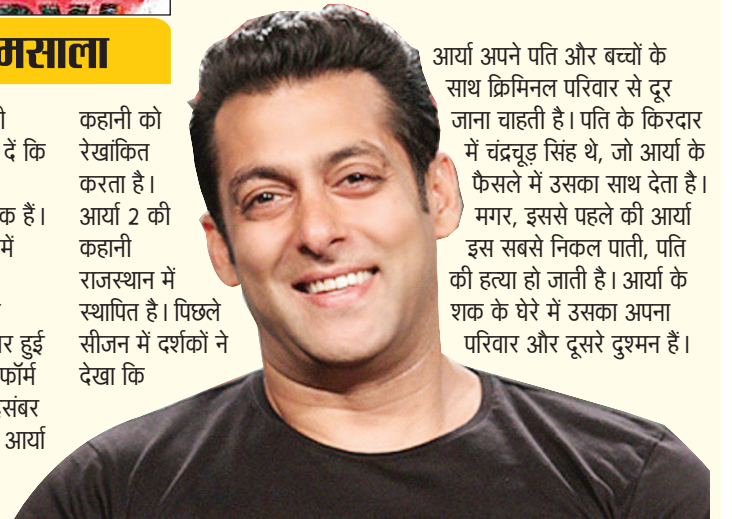 मसाला
दें कि
क हैं।
में
र हुई
फॉर्म
आर्या
कहानी को
रेखांकित
करता है।
आर्या 2 की
कहानी
राजस्थान में
स्थापित है। पिछले
सीजन में दर्शकों ने
देखा कि
आर्या अपने पति और बच्चों के
साथ क्रिमिनल परिवार से दूर
जाना चाहती है। पति के किरदार
में चंद्रचूड़ सिंह थे, जो आर्या के
फैसले में उसका साथ देता है।
मगर, इससे पहले की आर्या
इस सबसे निकल पाती, पति
की हत्या हो जाती है। आर्या के
शक के घेरे में उसका अपना
परिवार और दूसरे दुश्मन हैं।